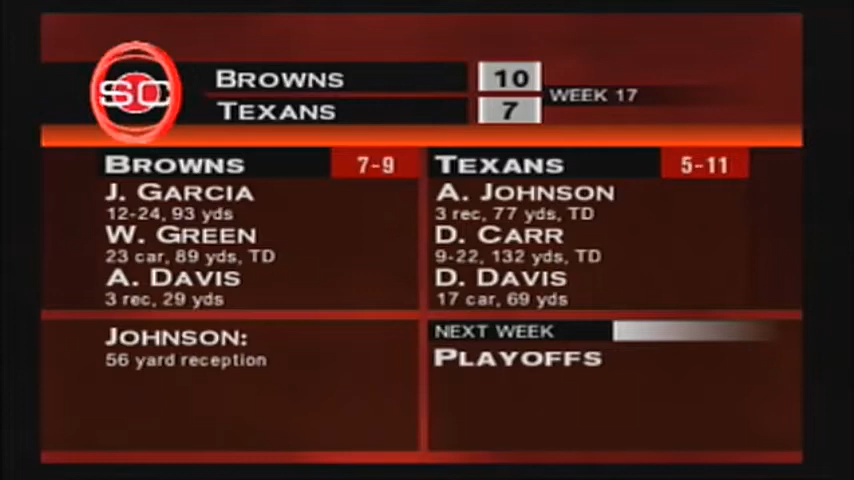 SC
BROWNS 10
TEXANS 7
WEEK 17
BROWNS 7-9
J. GARCIA
12-24, 93 yds
W. GREEN
23 car, 89 yds, TD
A. DAVIS
3 rec, 29 yds
TEXANS 5-11
A. JOHNSON
3 rec, 77 yds, TD
D. CARR
9-22, 132 yds, TD
D. DAVIS
17 car, 69 yds
JOHNSON:
56 yard reception
NEXT WEEK
PLAYOFFS